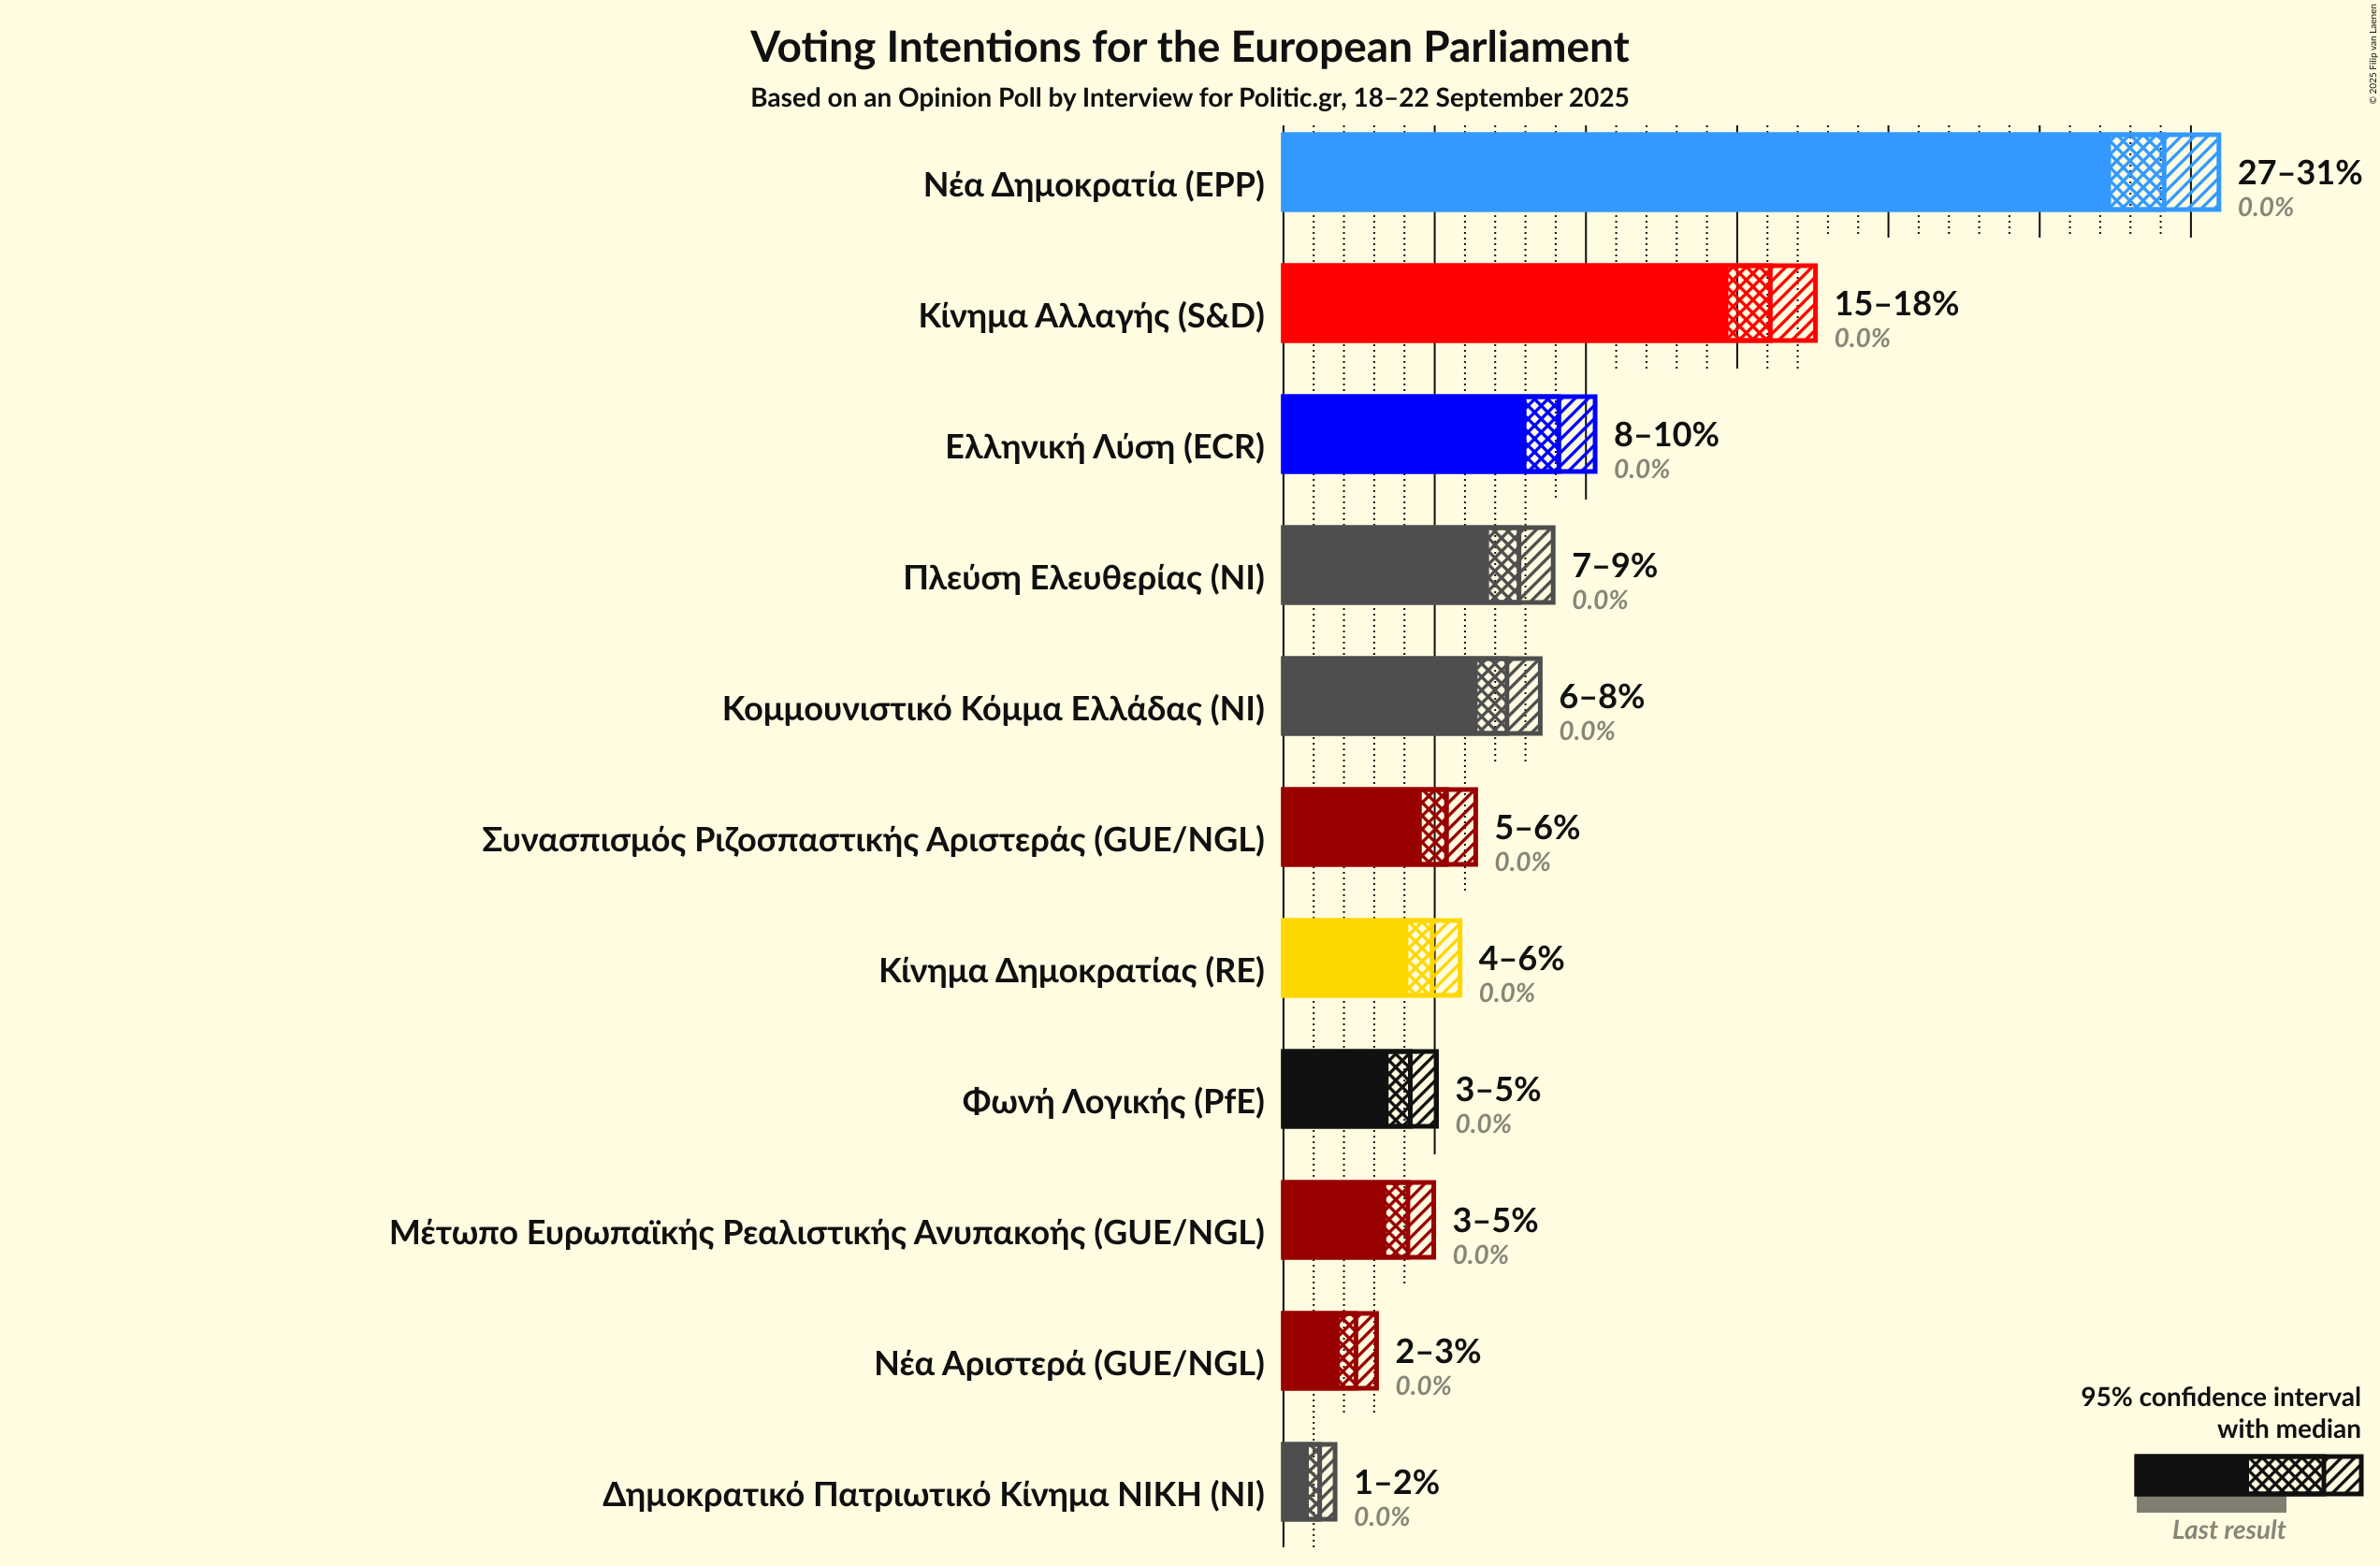 © 2025 Filip van Laenen
Voting Intentions for the European Parliament
Based on an Opinion Poll by Interview for Politic.gr, 18–22 September 2025
Νέα Δημοκρατία (EPP)
27–31%
0.0%
Κίνημα Αλλαγής (S&D)
15–18%
0.0%
Ελληνική Λύση (ECR)
8–10%
0.0%
Πλεύση Ελευθερίας (NI)
7–9%
0.0%
Κομμουνιστικό Κόμμα Ελλάδας (NI)
6–8%
0.0%
Συνασπισμός Ριζοσπαστικής Αριστεράς (GUE/NGL)
5–6%
0.0%
Κίνημα Δημοκρατίας (RE)
4–6%
0.0%
Φωνή Λογικής (PfE)
3–5%
0.0%
Μέτωπο Ευρωπαϊκής Ρεαλιστικής Ανυπακοής (GUE/NGL)
3–5%
0.0%
Νέα Αριστερά (GUE/NGL)
2–3%
0.0%
Δημοκρατικό Πατριωτικό Κίνημα ΝΙΚΗ (NI)
1–2%
0.0%
95% confidence interval
with median
Last result